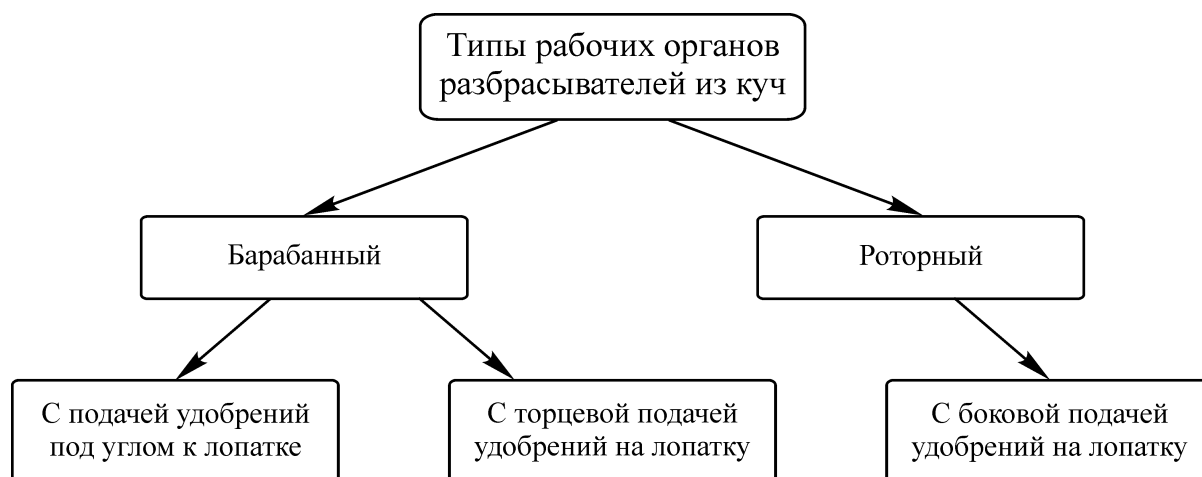 Типы рабочих органов
разбрасывателей из куч
Барабанный
Роторный
С подачей удобрений
под углом к лопатке
С торцевой подачей
удобрений на лопатку
С боковой подачей
удобрений на лопатку